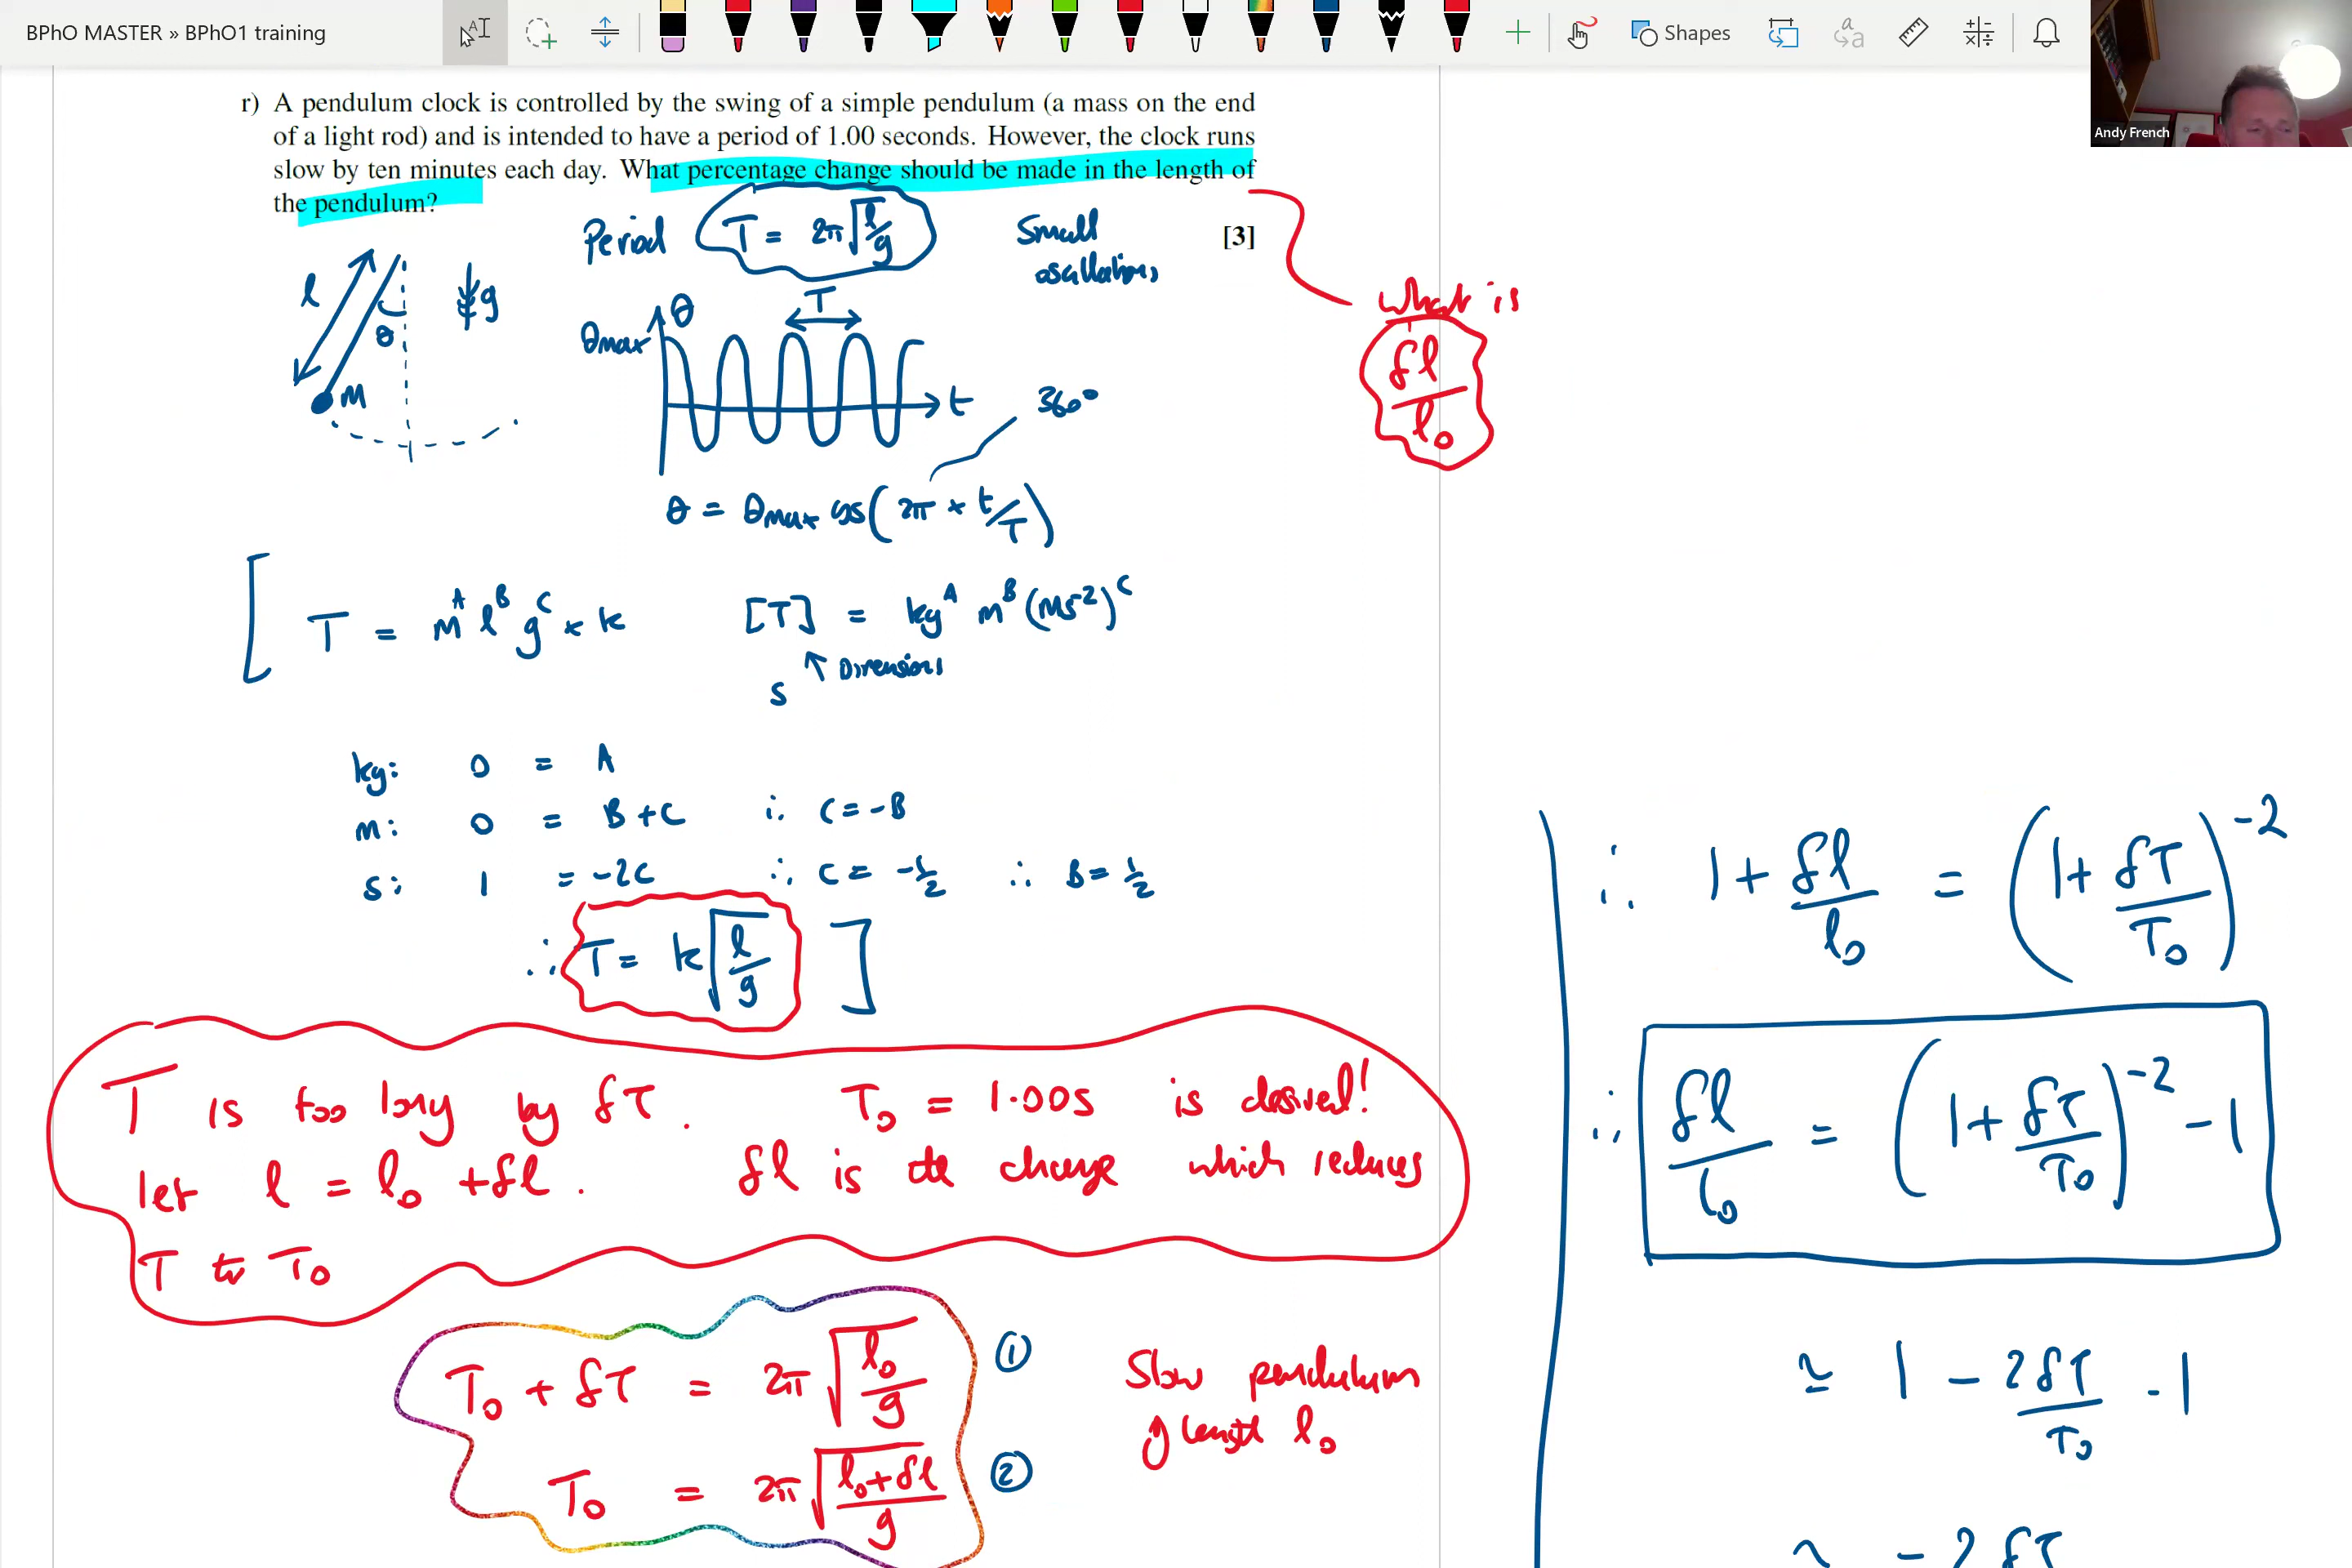 BPhO MASTER » BPhO1 training
Shapes
Andy French
r) A pendulum clock is controlled by the swing of a simple pendulum (a mass on the end
of a light rod) and is intended to have a period of 1.00 seconds. However, the clock runs
slow by ten minutes each day. What percentage change should be made in the length of
the pendulum?
[3]
Period T = 2π√(l/g) Small
oscillations
l θ M g
θmax θ T t
360°
θ = θmax cos(2π × t/T)
What is
δl/l₀
T = m^A l^B g^C × k [T] = kg^A m^B (ms⁻²)^C
s ↑ Dimensions
kg: 0 = A
m: 0 = B + C ∴ C = -B
s: 1 = -2C ∴ C = -1/2 ∴ B = 1/2
∴ T = k√(l/g)
T is too long by δT. T₀ = 1.00s is desired!
let l = l₀ + δl. δl is the change which reduces
T to T₀
T₀ + δT = 2π√(l₀/g) ①
T₀ = 2π√((l₀+δl)/g) ②
Slow pendulum
of length l₀
∴ 1 + δl/l₀ = (1 + δT/T₀)⁻²
∴ δl/l₀ = (1 + δT/T₀)⁻² - 1
≃ 1 - 2δT/T₀ - 1
≃ - 2 δT